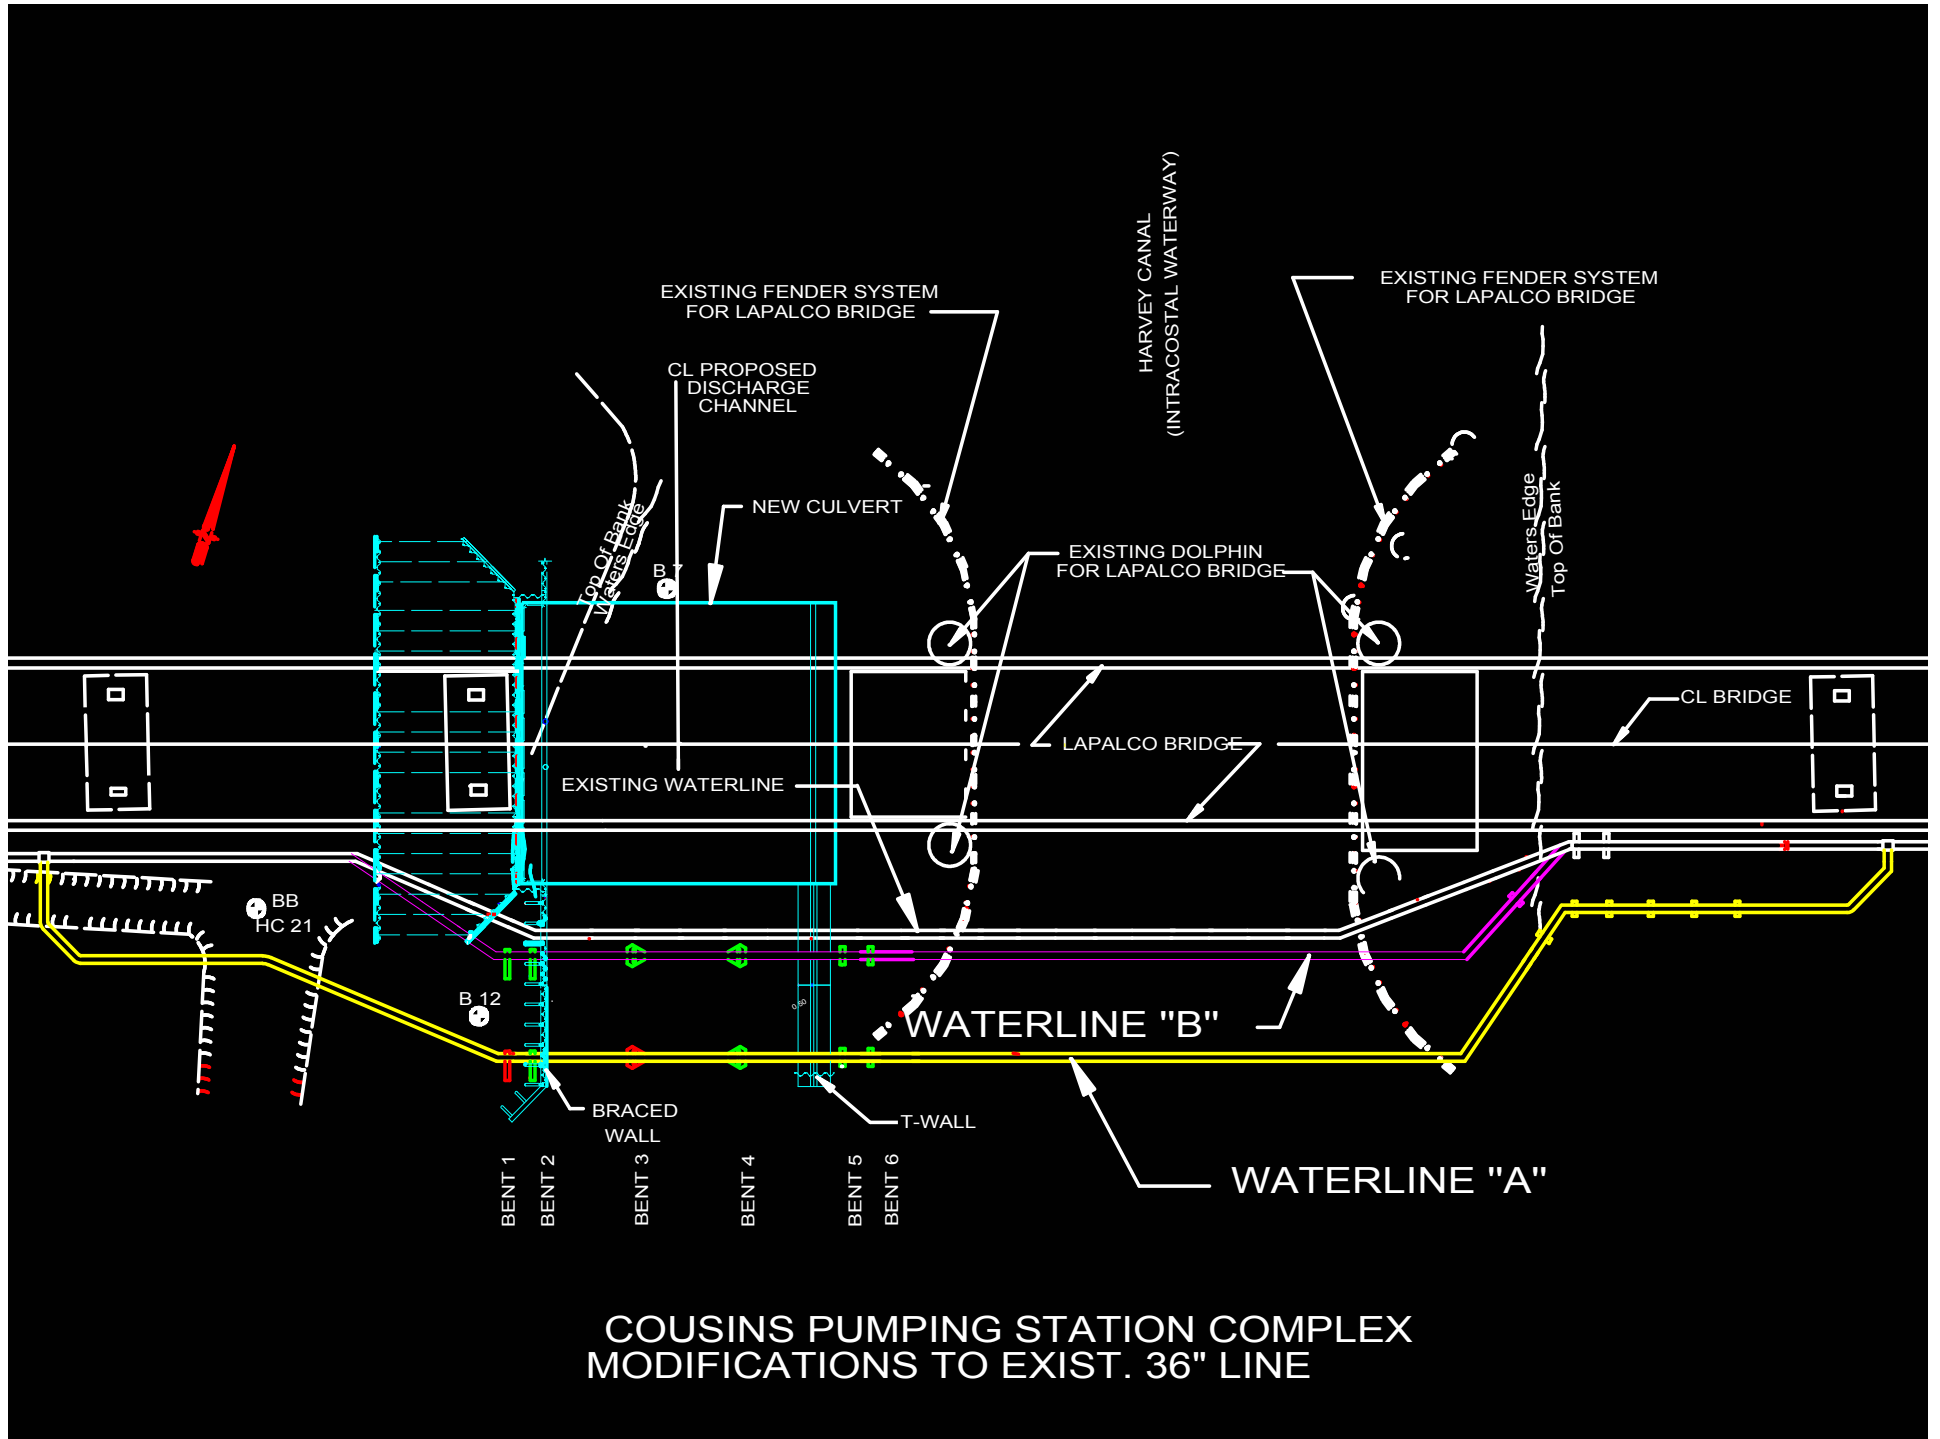 HARVEY CANAL
(INTRACOSTAL WATERWAY)
EXISTING FENDER SYSTEM
FOR LAPALCO BRIDGE
EXISTING FENDER SYSTEM
FOR LAPALCO BRIDGE
CL PROPOSED
DISCHARGE
CHANNEL
NEW CULVERT
Top Of Bank
Waters Edge
Waters Edge
Top Of Bank
B 7
EXISTING DOLPHIN
FOR LAPALCO BRIDGE
CL BRIDGE
LAPALCO BRIDGE
EXISTING WATERLINE
BB
HC 21
B 12
0.50
WATERLINE "B"
BRACED
WALL
T-WALL
BENT 1
BENT 2
BENT 3
BENT 4
BENT 5
BENT 6
WATERLINE "A"
COUSINS PUMPING STATION COMPLEX
MODIFICATIONS TO EXIST. 36" LINE